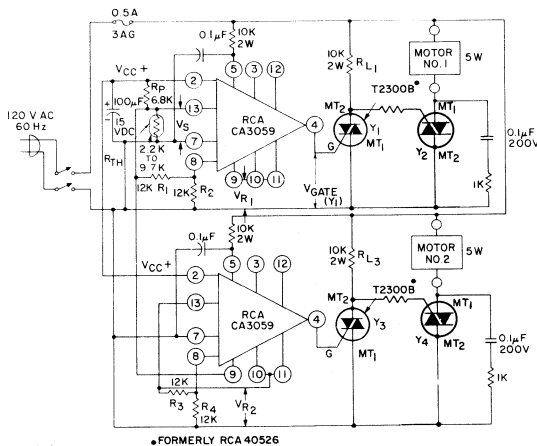 0.5A
3AG
120 V AC
60 Hz
0.1µF
10K
2W
VCC+
100µF
15
VDC
RP
6.8K
VS
RTH
2.2K
TO
9.7K
12K R1
12K
R2
2
13
7
8
5
3
12
RCA
CA3059
4
9
10
11
VR1
10K
2W
RL1
MT2
G
Y1
MT1
VGATE
(Y1)
T2300B•
MOTOR
NO.1
5W
MT1
Y2
MT2
0.1µF
200V
1K
0.1µF
10K
2W
VCC+
2
13
7
8
5
3
12
RCA
CA3059
4
9
10
11
12K
R3
R4
12K
VR2
10K
2W
RL3
MT2
G
Y3
MT1
T2300B•
MOTOR
NO.2
5W
MT1
Y4
MT2
0.1µF
200V
1K
•FORMERLY RCA 40526